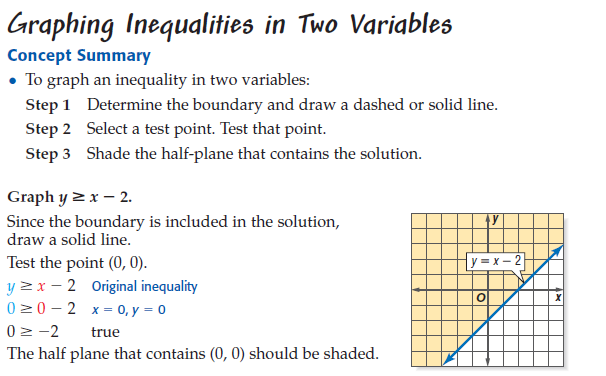 Graphing Inequalities in Two Variables
Concept Summary
• To graph an inequality in two variables:
Step 1 Determine the boundary and draw a dashed or solid line.
Step 2 Select a test point. Test that point.
Step 3 Shade the half-plane that contains the solution.
Graph y ≥ x − 2.
Since the boundary is included in the solution,
draw a solid line.
Test the point (0, 0).
y ≥ x − 2 Original inequality
0 ≥ 0 − 2 x = 0, y = 0
0 ≥ −2 true
The half plane that contains (0, 0) should be shaded.
y
y = x − 2
O x